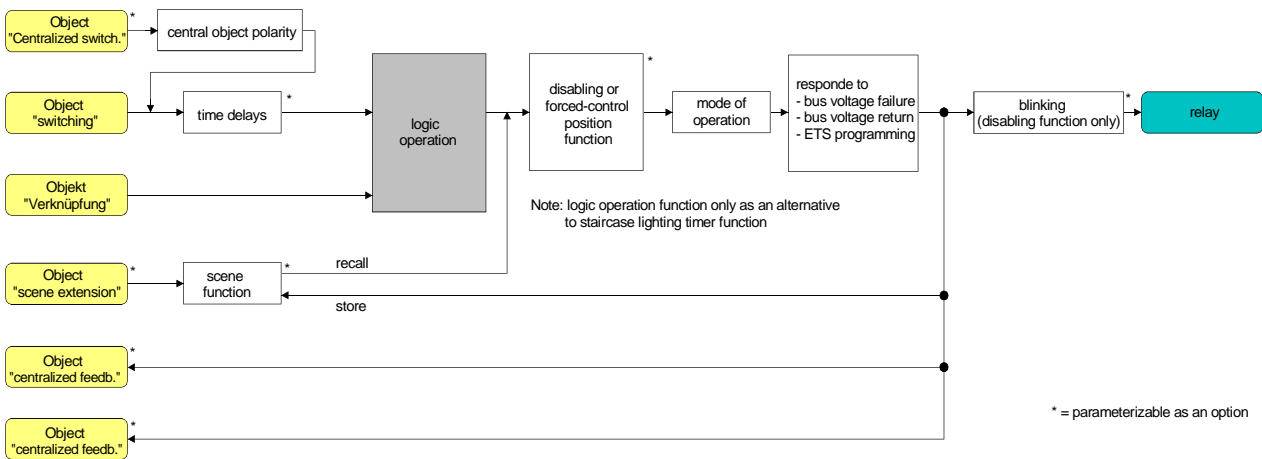 Object
"Centralized switch."
*
central object polarity
Object
"switching"
time delays
*
logic
operation
disabling or
forced-control
position
function
*
mode of
operation
responde to
- bus voltage failure
- bus voltage return
- ETS programming
blinking
(disabling function only)
*
relay
Objekt
"Verknüpfung"
Note: logic operation function only as an alternative
to staircase lighting timer function
Object
"scene extension"
*
scene
function
*
recall
store
Object
"centralized feedb."
*
Object
"centralized feedb."
*
* = parameterizable as an option